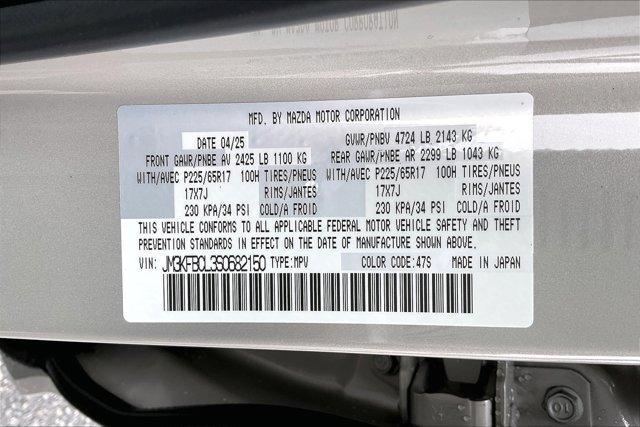 MFD. BY MAZDA MOTOR CORPORATION
DATE 04/25 GVWR/PNBV 4724 LB 2143 KG
FRONT GAWR/PNBE AV 2425 LB 1100 KG REAR GAWR/PNBE AR 2299 LB 1043 KG
WITH/AVEC P225/65R17 100H TIRES/PNEUS WITH/AVEC P225/65R17 100H TIRES/PNEUS
17X7J RIMS/JANTES 17X7J RIMS/JANTES
230 KPA/34 PSI COLD/A FROID 230 KPA/34 PSI COLD/A FROID
THIS VEHICLE CONFORMS TO ALL APPLICABLE FEDERAL MOTOR VEHICLE SAFETY AND THEFT
PREVENTION STANDARDS IN EFFECT ON THE DATE OF MANUFACTURE SHOWN ABOVE.
VIN: JM3KFBCL3S0682150 TYPE:MPV COLOR CODE:47S MADE IN JAPAN